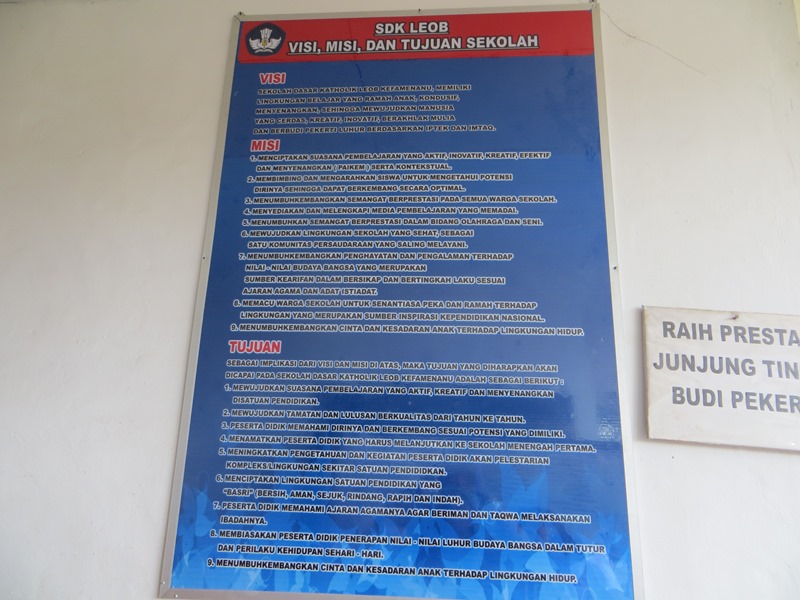 SDK LEOB
VISI, MISI, DAN TUJUAN SEKOLAH
VISI
SEKOLAH DASAR KATHOLIK LEOB KEFAMENANU, MEMILIKI
LINGKUNGAN BELAJAR YANG RAMAH ANAK, KONDUSIF,
MENYENANGKAN, SEHINGGA MEWUJUDKAN MANUSIA
YANG CERDAS, KREATIF, INOVATIF, BERAKHLAK MULIA
DAN BERBUDI PEKERTI LUHUR BERDASARKAN IPTEK DAN IMTAQ.
MISI
1. MENCIPTAKAN SUASANA PEMBELAJARAN YANG AKTIF, INOVATIF, KREATIF, EFEKTIF
DAN MENYENANGKAN ( PAIKEM ) SERTA KONTEKSTUAL.
2. MEMBIMBING DAN MENGARAHKAN SISWA UNTUK MENGETAHUI POTENSI
DIRINYA SEHINGGA DAPAT BERKEMBANG SECARA OPTIMAL.
3. MENUMBUHKEMBANGKAN SEMANGAT BERPRESTASI PADA SEMUA WARGA SEKOLAH.
4. MENYEDIAKAN DAN MELENGKAPI MEDIA PEMBELAJARAN YANG MEMADAI.
5. MENUMBUHKAN SEMANGAT BERPRESTASI DALAM BIDANG OLAHRAGA DAN SENI.
6. MEWUJUDKAN LINGKUNGAN SEKOLAH YANG SEHAT, SEBAGAI
SATU KOMUNITAS PERSAUDARAAN YANG SALING MELAYANI.
7. MENUMBUHKEMBANGKAN PENGHAYATAN DAN PENGALAMAN TERHADAP
NILAI - NILAI BUDAYA BANGSA YANG MERUPAKAN
SUMBER KEARIFAN DALAM BERSIKAP DAN BERTINGKAH LAKU SESUAI
AJARAN AGAMA DAN ADAT ISTIADAT.
8. MEMACU WARGA SEKOLAH UNTUK SENANTIASA PEKA DAN RAMAH TERHADAP
LINGKUNGAN YANG MERUPAKAN SUMBER INSPIRASI KEPENDIDIKAN NASIONAL.
9. MENUMBUHKEMBANGKAN CINTA DAN KESADARAN ANAK TERHADAP LINGKUNGAN HIDUP.
TUJUAN
SEBAGAI IMPLIKASI DARI VISI DAN MISI DI ATAS, MAKA TUJUAN YANG DIHARAPKAN AKAN
DICAPAI PADA SEKOLAH DASAR KATHOLIK LEOB KEFAMENANU ADALAH SEBAGAI BERIKUT :
1. MEWUJUDKAN SUASANA PEMBELAJARAN YANG AKTIF, KREATIF DAN MENYENANGKAN
DISATUAN PENDIDIKAN.
2. MEWUJUDKAN TAMATAN DAN LULUSAN BERKUALITAS DARI TAHUN KE TAHUN.
3. PESERTA DIDIK MEMAHAMI DIRINYA DAN BERKEMBANG SESUAI POTENSI YANG DIMILIKI.
4. MENAMATKAN PESERTA DIDIK YANG HARUS MELANJUTKAN KE SEKOLAH MENENGAH PERTAMA.
5. MENINGKATKAN PENGETAHUAN DAN KEGIATAN PESERTA DIDIK AKAN PELESTARIAN
KOMPLEKS/LINGKUNGAN SEKITAR SATUAN PENDIDIDKAN.
6. MENCIPTAKAN LINGKUNGAN SATUAN PENDIDIKAN YANG
"BASRI" (BERSIH, AMAN, SEJUK, RINDANG, RAPIH DAN INDAH).
7. PESERTA DIDIK MEMAHAMI AJARAN AGAMANYA AGAR BERIMAN DAN TAQWA MELAKSANAKAN
IBADAHNYA.
8. MEMBIASAKAN PESERTA DIDIK PENERAPAN NILAI - NILAI LUHUR BUDAYA BANGSA DALAM TUTUR
DAN PERILAKU KEHIDUPAN SEHARI - HARI.
9. MENUMBUHKEMBANGKAN CINTA DAN KESADARAN ANAK TERHADAP LINGKUNGAN HIDUP.
RAIH PRESTA
JUNJUNG TIN
BUDI PEKER